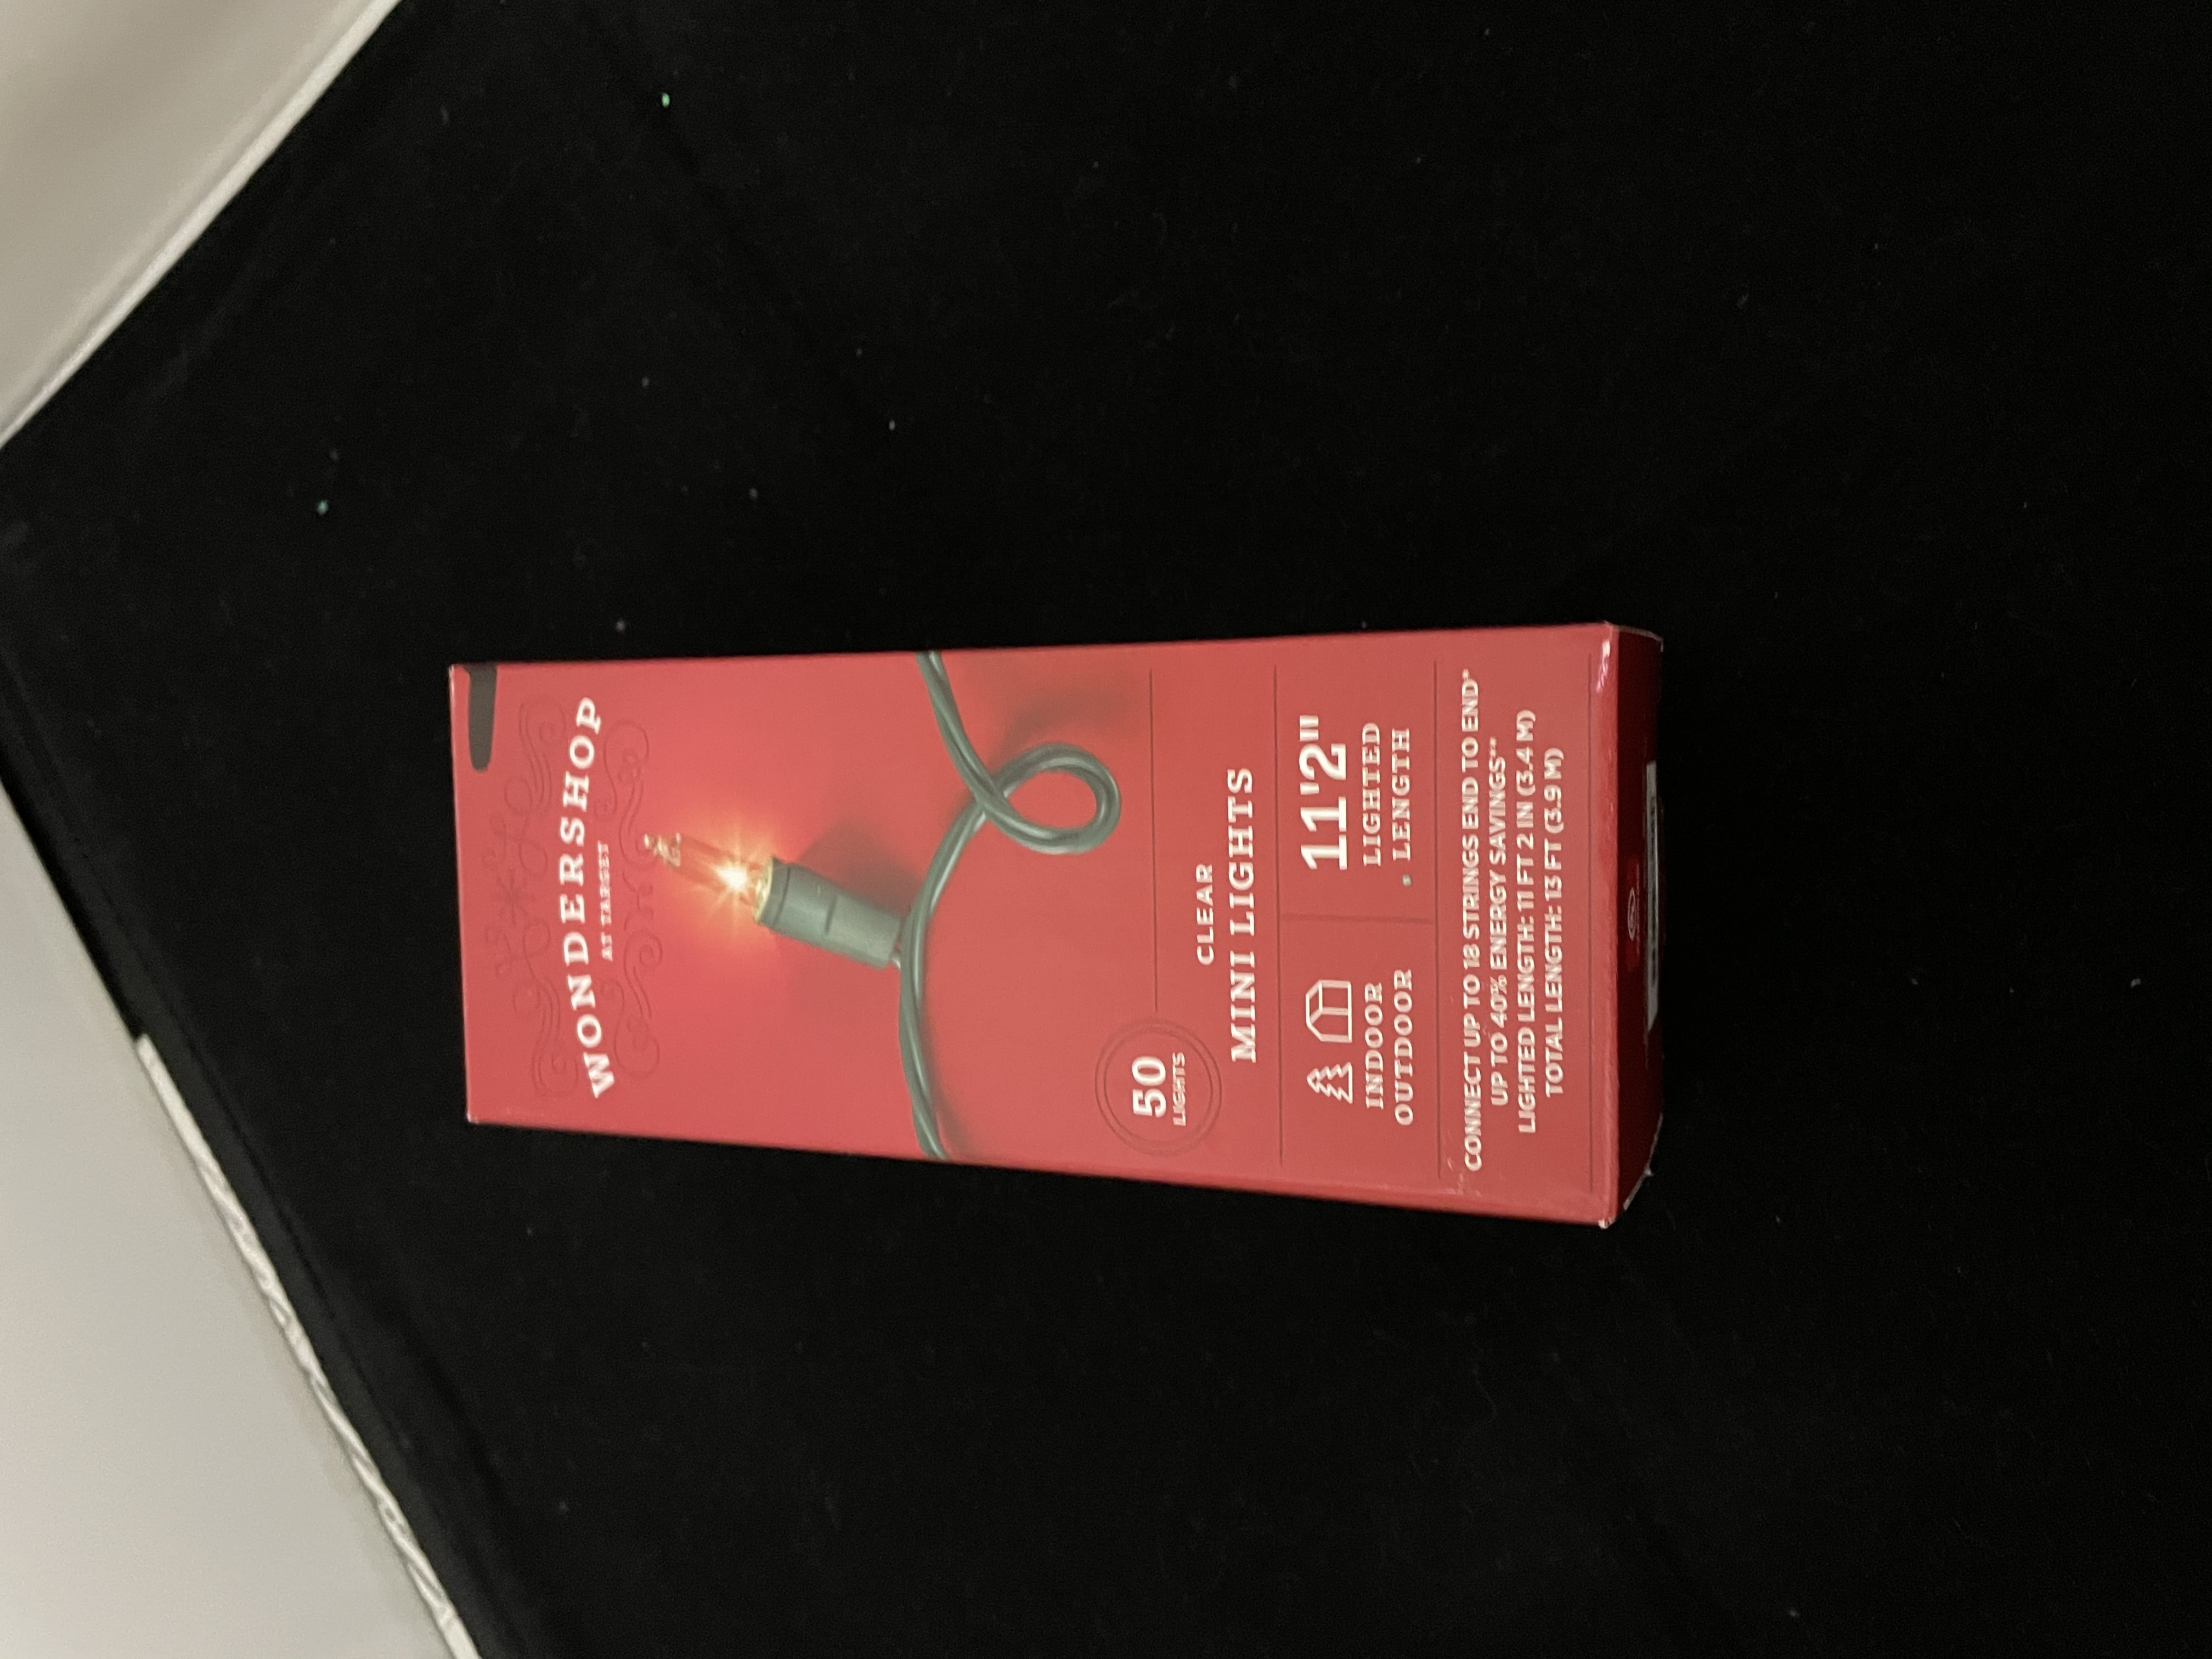 WONDERSHOP
AT TARGET
50
LIGHTS
CLEAR
MINI LIGHTS
INDOOR
OUTDOOR
11'2"
LIGHTED
LENGTH
CONNECT UP TO 18 STRINGS END TO END*
UP TO 40% ENERGY SAVINGS**
LIGHTED LENGTH: 11 FT 2 IN (3.4 M)
TOTAL LENGTH: 13 FT (3.9 M)